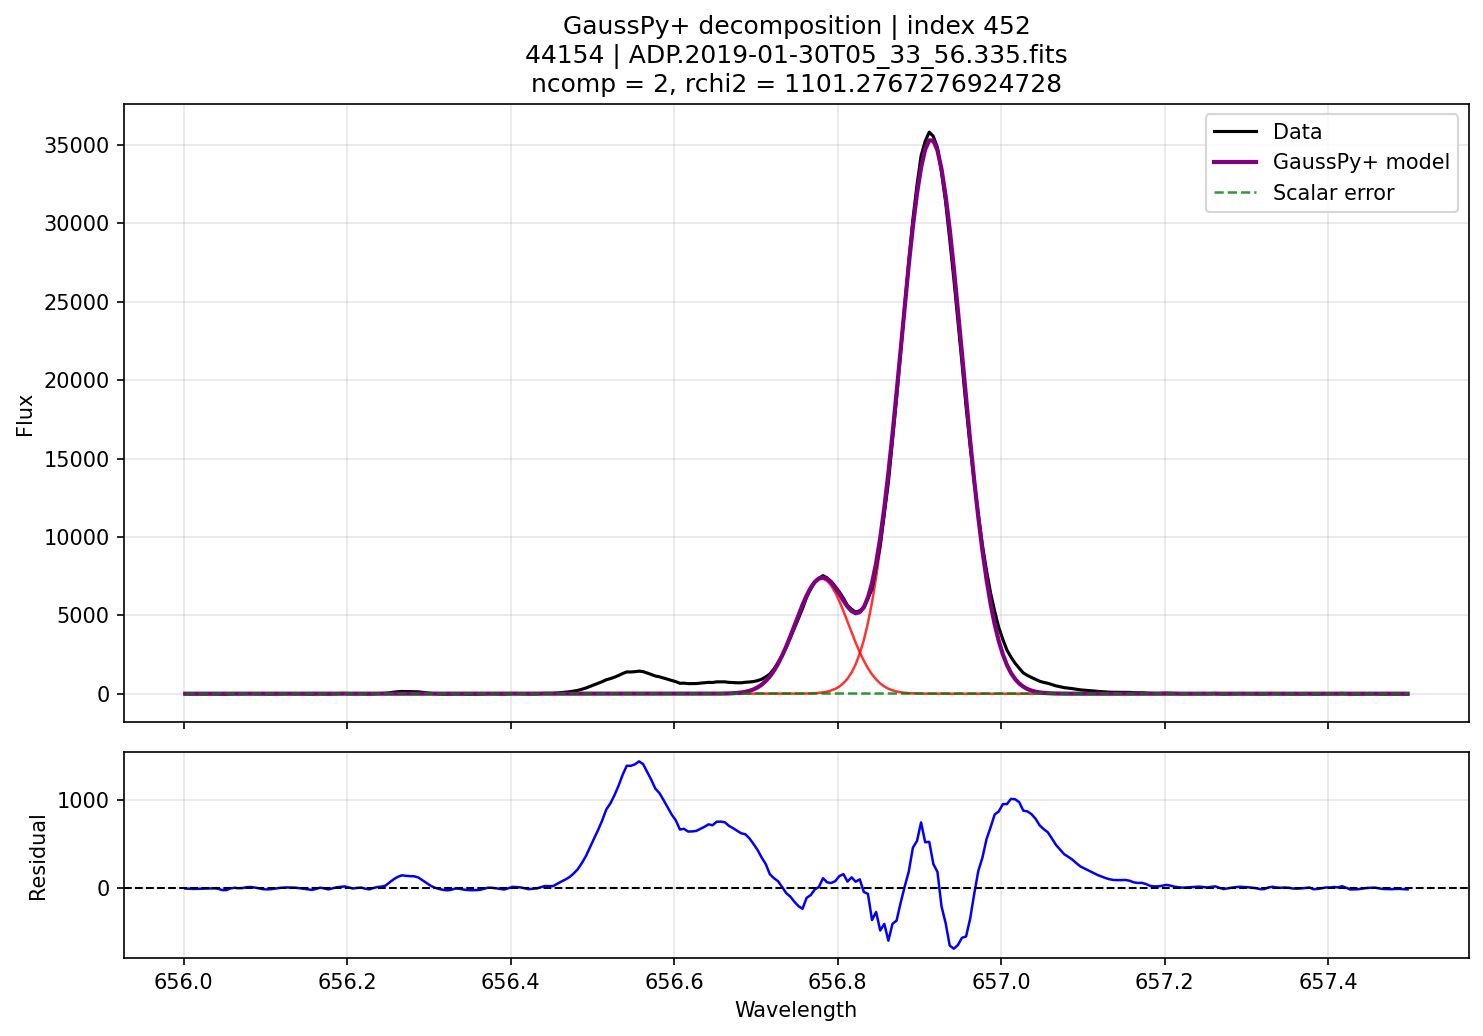 GaussPy+ decomposition | index 452
44154 | ADP.2019-01-30T05_33_56.335.fits
ncomp = 2, rchi2 = 1101.2767276924728
Data
GaussPy+ model
Scalar error
Flux
35000
30000
25000
20000
15000
10000
5000
0
Residual
1000
0
656.0 656.2 656.4 656.6 656.8 657.0 657.2 657.4
Wavelength